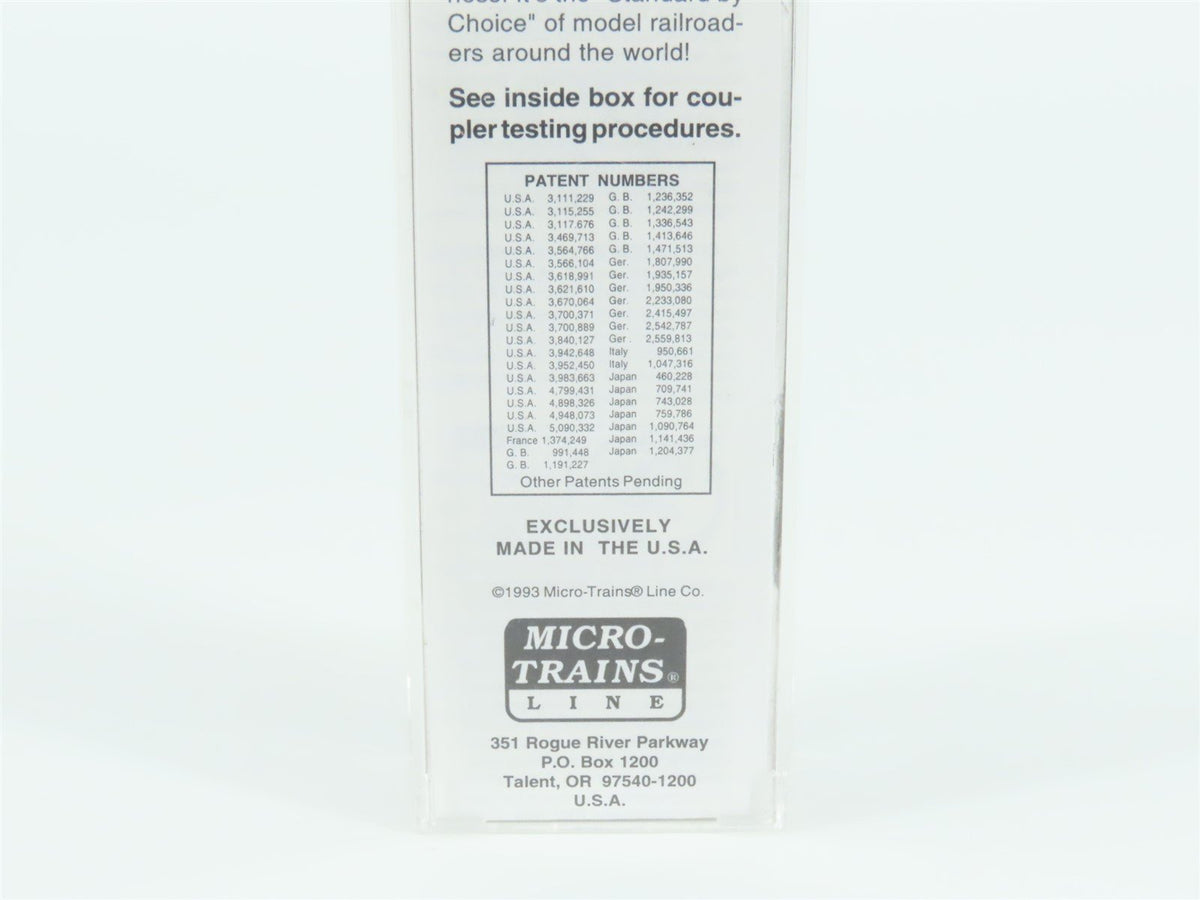 ness! It's the "Standard by
Choice" of model railroad-
ers around the world!
See inside box for cou-
pler testing procedures.
PATENT NUMBERS
U.S.A. 3,111,229 G. B. 1,236,352
U.S.A. 3,115,255 G. B. 1,242,299
U.S.A. 3,117.676 G. B. 1,336,543
U.S.A. 3,469,713 G. B. 1,413,646
U.S.A. 3,564,766 G. B. 1,471,513
U.S.A. 3,566,104 Ger. 1,807,990
U.S.A. 3,618,991 Ger. 1,935,157
U.S.A. 3,621,610 Ger. 1,950,336
U.S.A. 3,670,064 Ger. 2,233,080
U.S.A. 3,700,371 Ger. 2,415,497
U.S.A. 3,700,889 Ger. 2,542,787
U.S.A. 3,840,127 Ger . 2,559,813
U.S.A. 3,942,648 Italy 950,661
U.S.A. 3,952,450 Italy 1,047,316
U.S.A. 3,983,663 Japan 460,228
U.S.A. 4,799,431 Japan 709,741
U.S.A. 4,898,326 Japan 743,028
U.S.A. 4,948,073 Japan 759,786
U.S.A. 5,090,332 Japan 1,090,764
France 1,374,249 Japan 1,141,436
G. B. 991,448 Japan 1,204,377
G. B. 1,191,227
Other Patents Pending
EXCLUSIVELY
MADE IN THE U.S.A.
©1993 Micro-Trains® Line Co.
MICRO-
TRAINS®
LINE
351 Rogue River Parkway
P.O. Box 1200
Talent, OR 97540-1200
U.S.A.